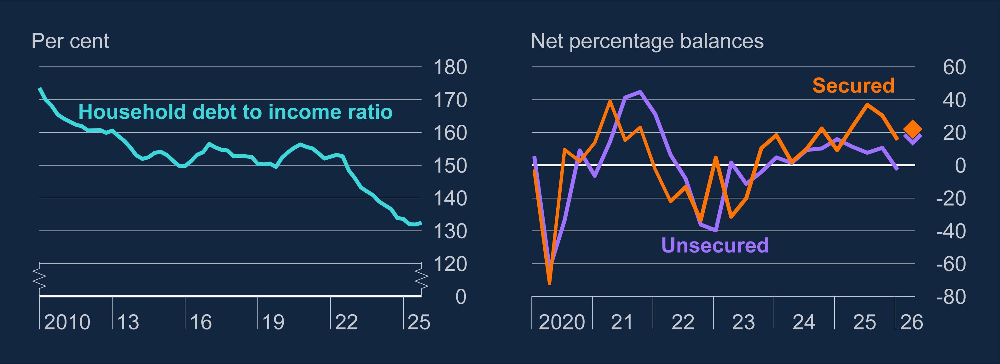 Per cent
180
170
Household debt to income ratio
160
150
140
130
120
0
2010 13 16 19 22 25
Net percentage balances
60
Secured
40
20
0
-20
-40
Unsecured
-60
-80
2020 21 22 23 24 25 26